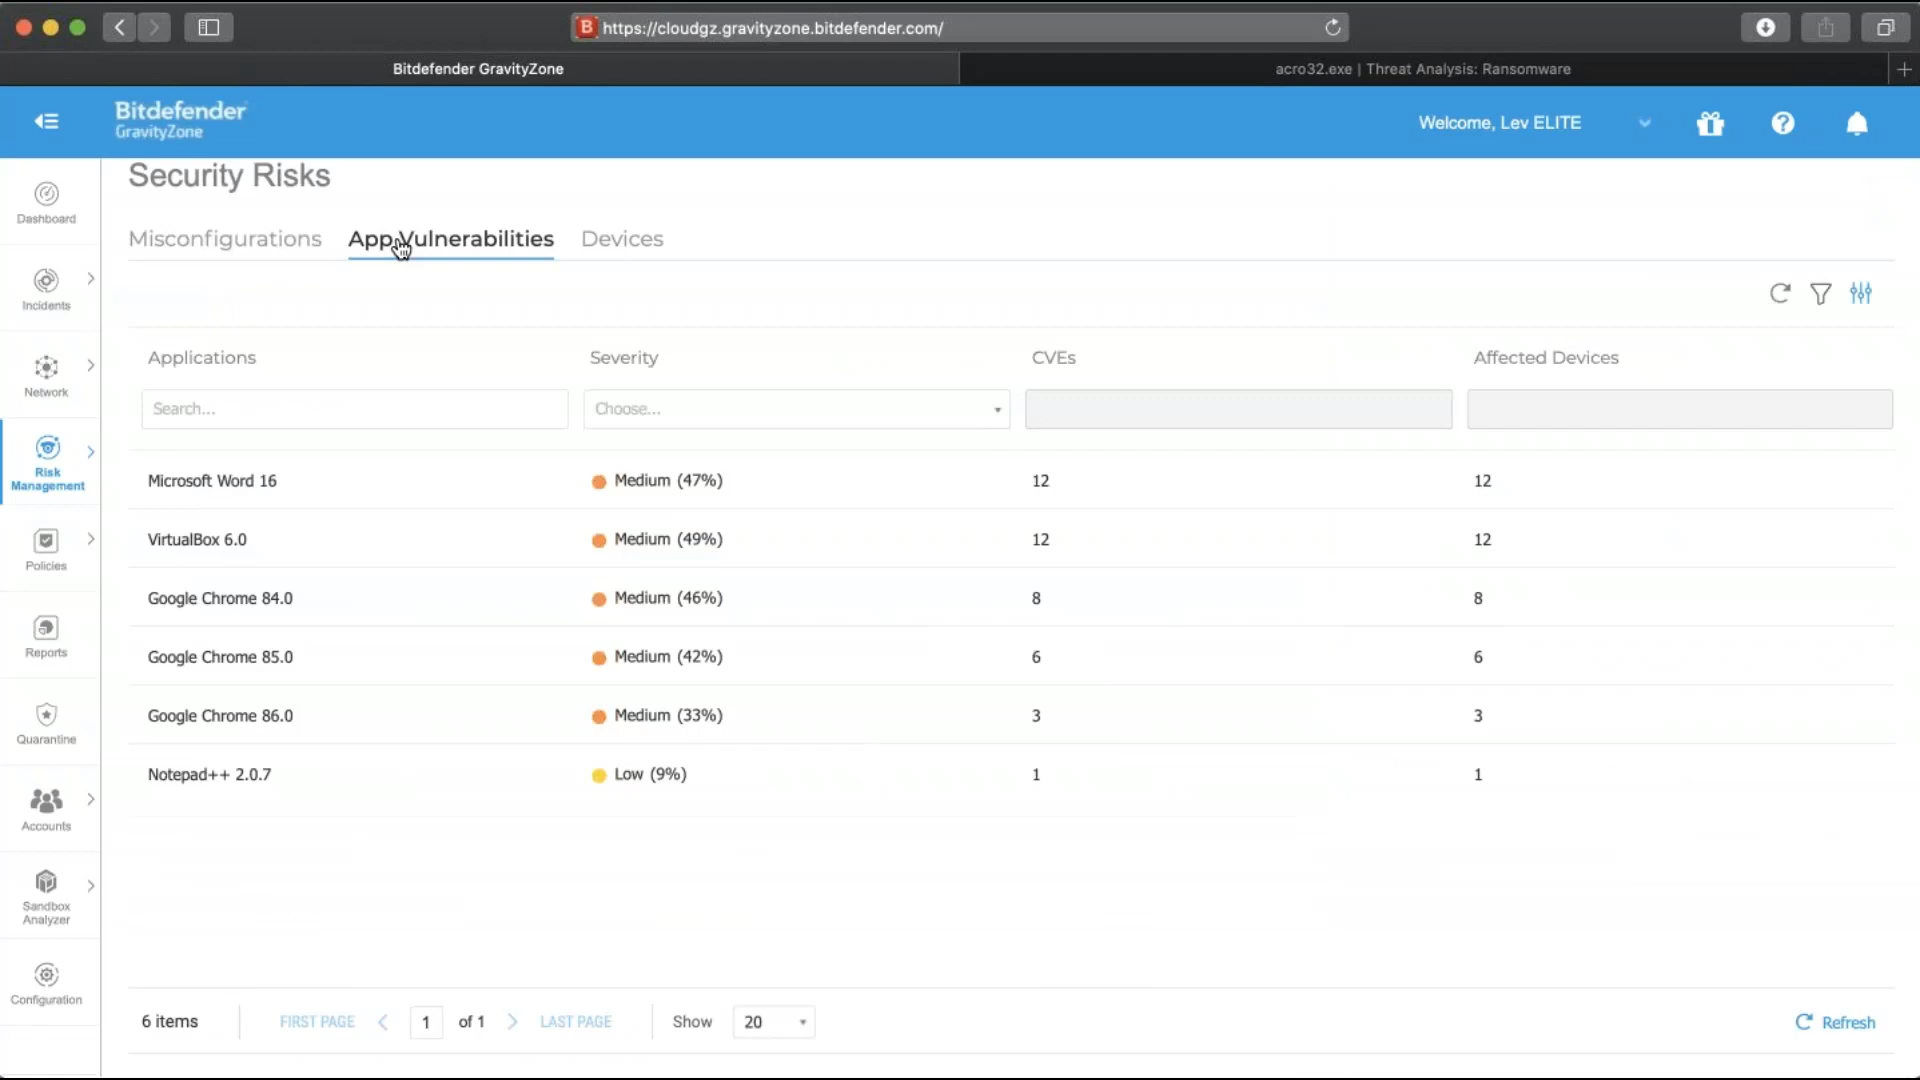 https://cloudgz.gravityzone.bitdefender.com/
Bitdefender GravityZone
acro32.exe | Threat Analysis: Ransomware
Bitdefender
GravityZone
Welcome, Lev ELITE
Security Risks
Misconfigurations App Vulnerabilities Devices
Dashboard
Incidents
Network
Risk
Management
Policies
Reports
Quarantine
Accounts
Sandbox
Analyzer
Configuration
Applications Severity CVEs Affected Devices
Search... Choose...
Microsoft Word 16 Medium (47%) 12 12
VirtualBox 6.0 Medium (49%) 12 12
Google Chrome 84.0 Medium (46%) 8 8
Google Chrome 85.0 Medium (42%) 6 6
Google Chrome 86.0 Medium (33%) 3 3
Notepad++ 2.0.7 Low (9%) 1 1
6 items FIRST PAGE 1 of 1 LAST PAGE Show 20 Refresh